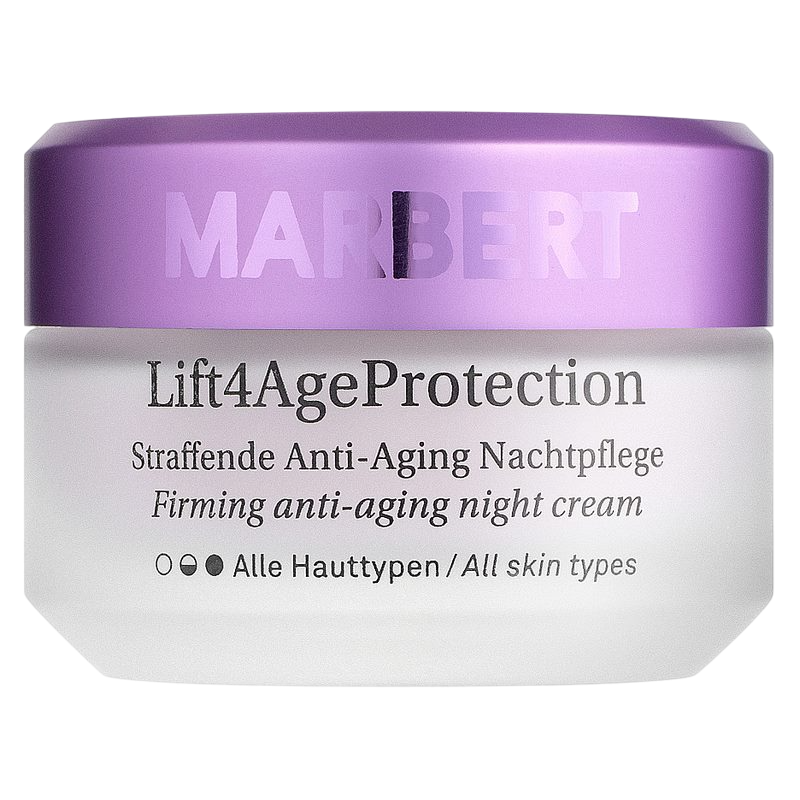 MARBERT
Lift4AgeProtection
Straffende Anti-Aging Nachtpflege
Firming anti-aging night cream
Alle Hauttypen / All skin types